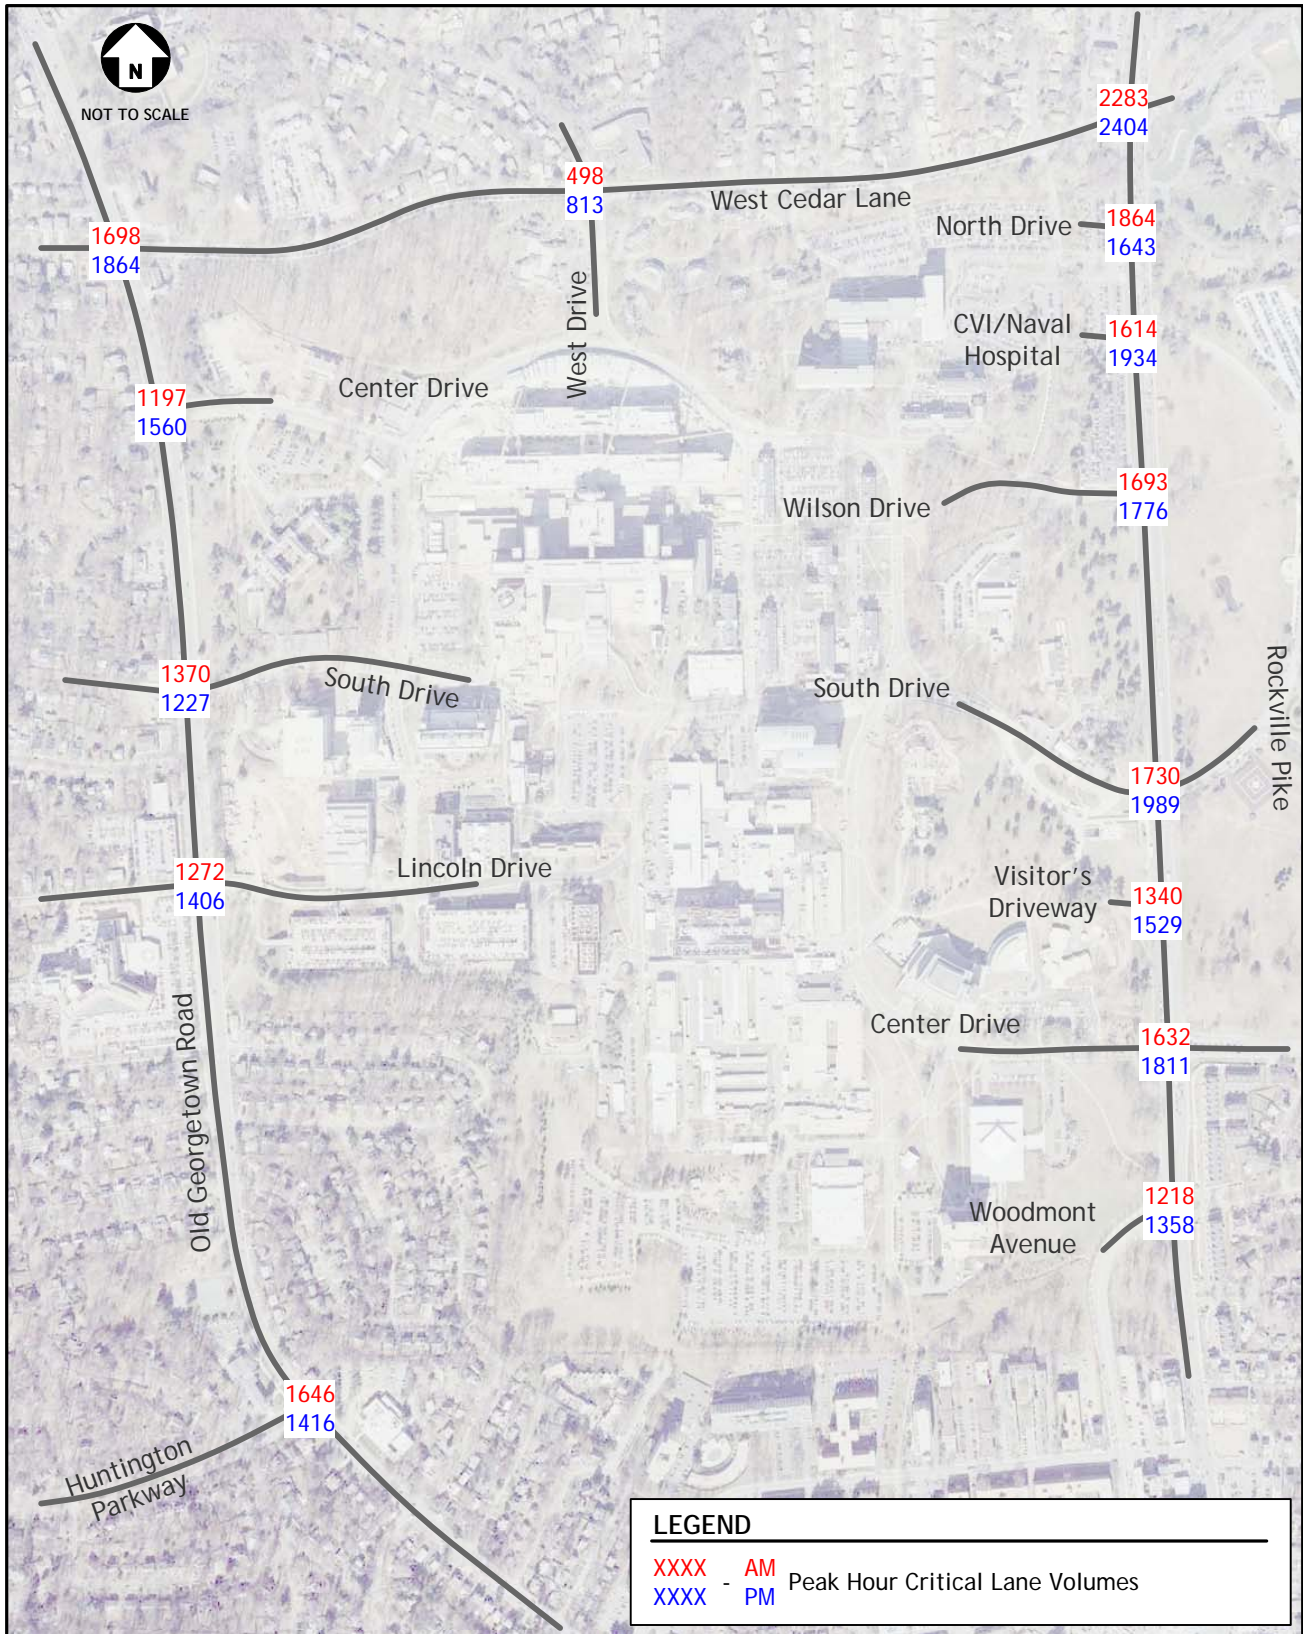 N
NOT TO SCALE
2283
2404
498
813
West Cedar Lane
North Drive
1864
1643
1698
1864
West Drive
CVI/Naval
Hospital
1614
1934
Center Drive
1197
1560
1693
1776
Wilson Drive
Rockville Pike
1370
1227
South Drive
South Drive
1730
1989
1272
1406
Lincoln Drive
Visitor's
Driveway
1340
1529
Old Georgetown Road
Center Drive
1632
1811
Woodmont
Avenue
1218
1358
1646
1416
Huntington
Parkway
LEGEND
XXXX - AM
XXXX PM
Peak Hour Critical Lane Volumes